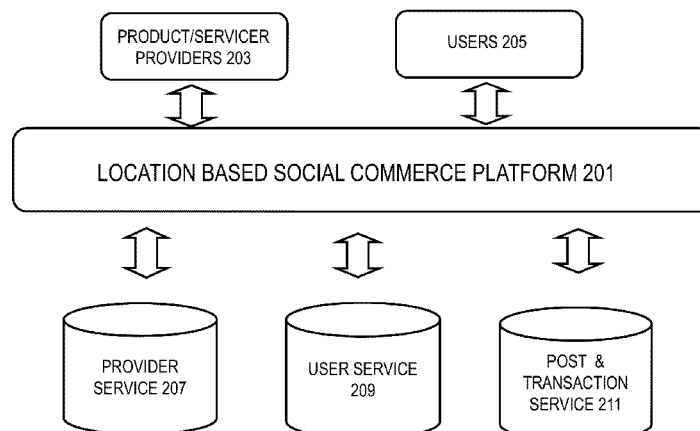 PRODUCT/SERVICER
PROVIDERS 203
USERS 205
LOCATION BASED SOCIAL COMMERCE PLATFORM 201
PROVIDER
SERVICE 207
USER SERVICE
209
POST &
TRANSACTION
SERVICE 211